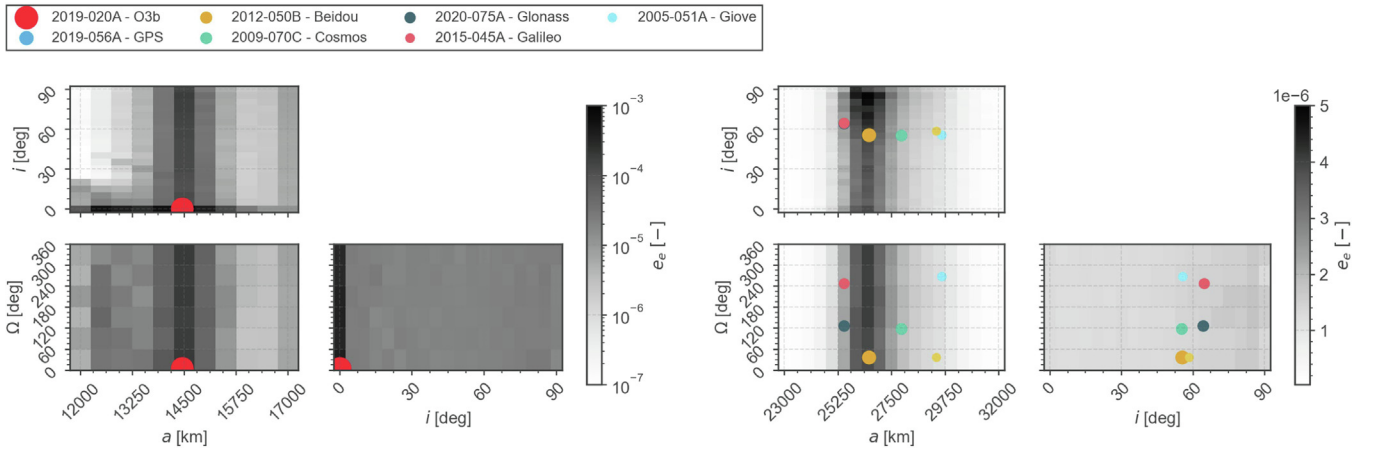 2019-020A - O3b 2012-050B - Beidou 2020-075A - Glonass 2005-051A - Giove
2019-056A - GPS 2009-070C - Cosmos 2015-045A - Galileo
90
60
30
0
i [deg]
360
300
240
180
120
60
0
Ω [deg]
12000 13250 14500 15750 17000
a [km]
0 30 60 90
i [deg]
10⁻³
10⁻⁴
10⁻⁵
10⁻⁶
10⁻⁷
eₑ [−]
90
60
30
0
i [deg]
360
300
240
180
120
60
0
Ω [deg]
23000 25250 27500 29750 32000
a [km]
0 30 60 90
i [deg]
1e−6
5
4
3
2
1
eₑ [−]